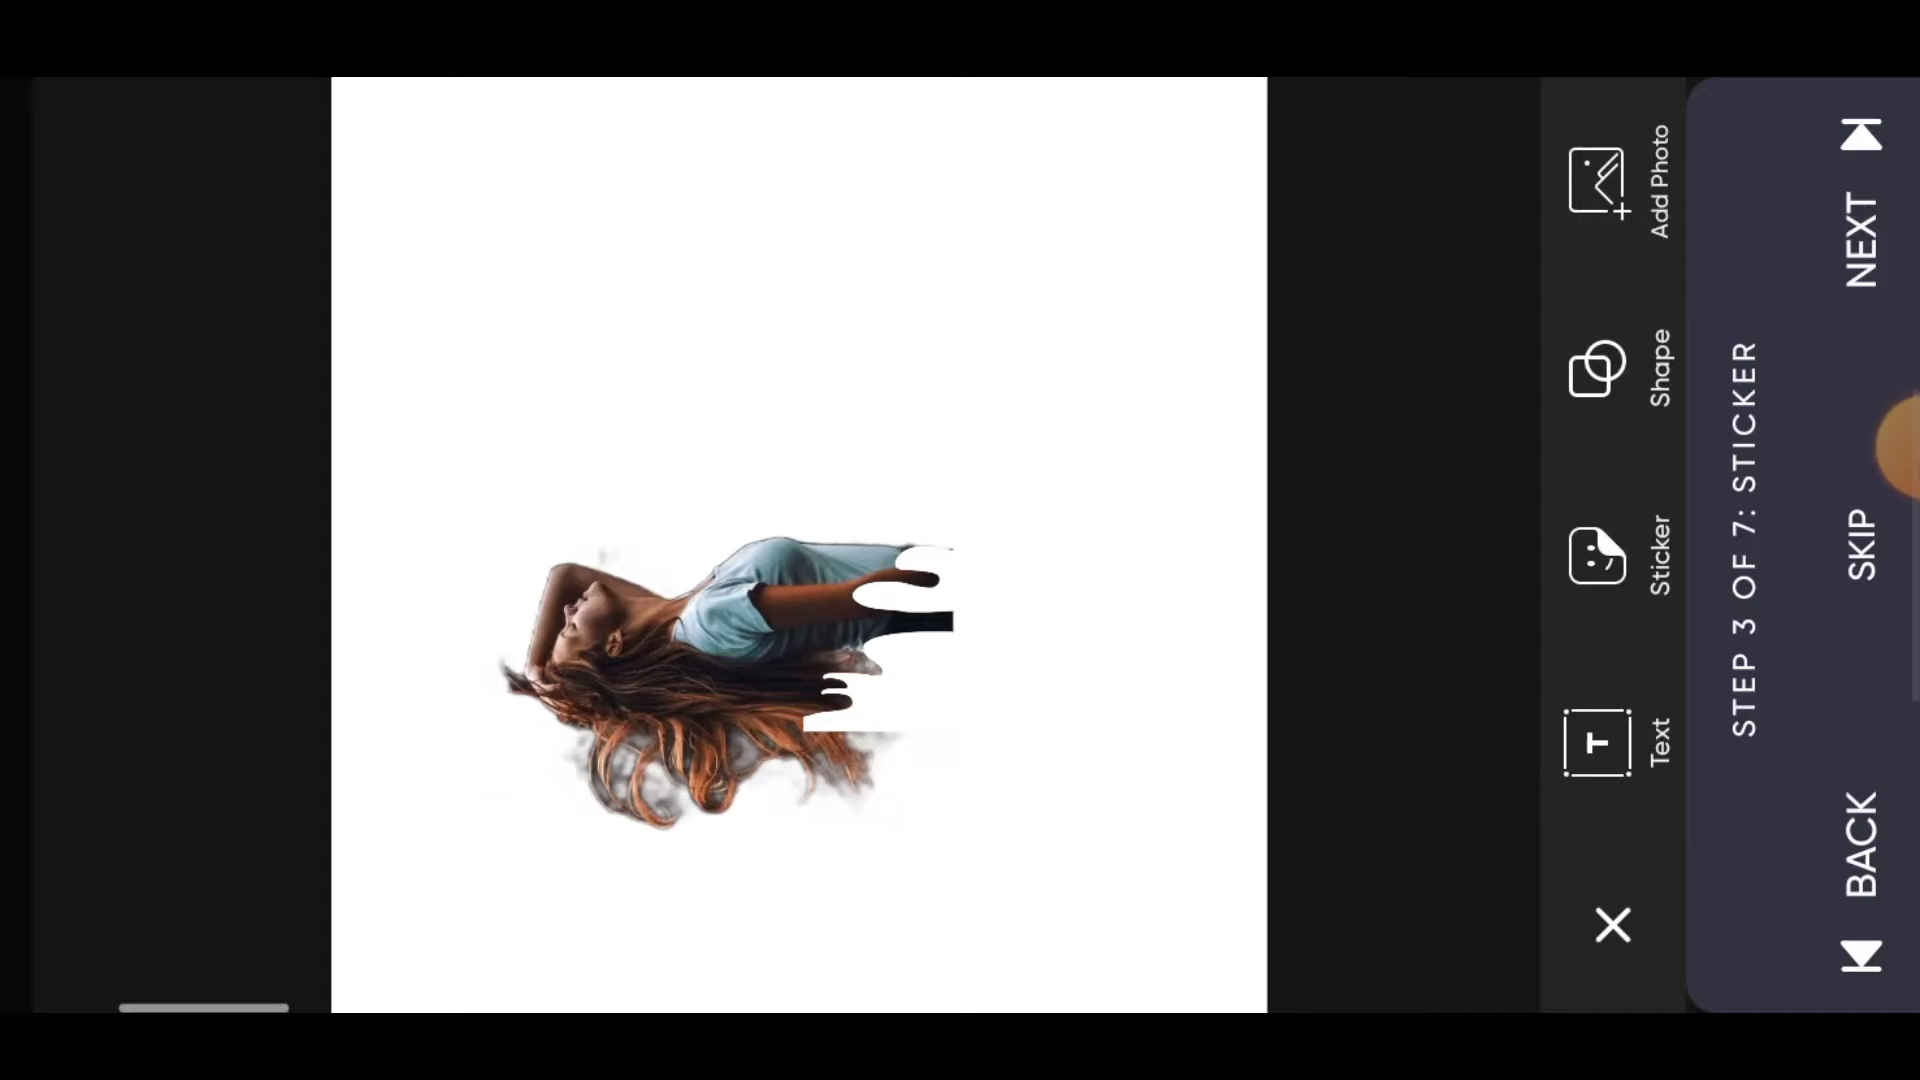 Text
Sticker
Shape
Add Photo
STEP 3 OF 7: STICKER
BACK
SKIP
NEXT